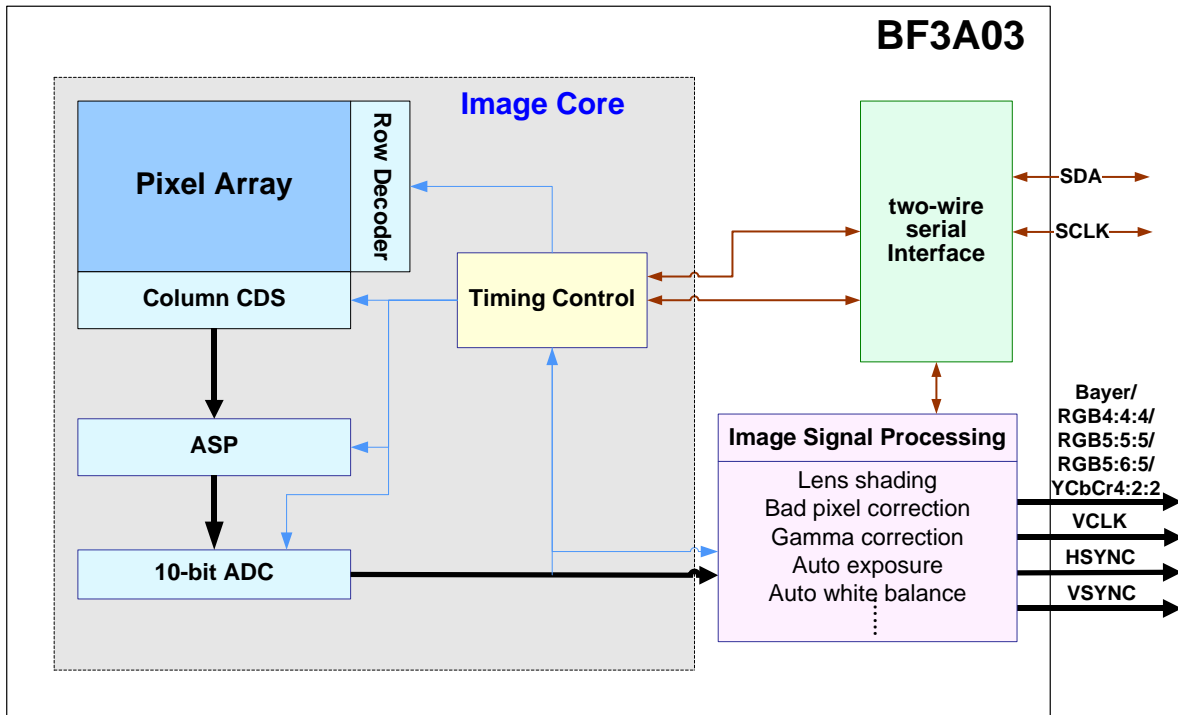 BF3A03
Image Core
Pixel Array
Row Decoder
Column CDS
Timing Control
ASP
10-bit ADC
two-wire
serial
Interface
SDA
SCLK
Image Signal Processing
Lens shading
Bad pixel correction
Gamma correction
Auto exposure
Auto white balance
Bayer/
RGB4:4:4/
RGB5:5:5/
RGB5:6:5/
YCbCr4:2:2
VCLK
HSYNC
VSYNC